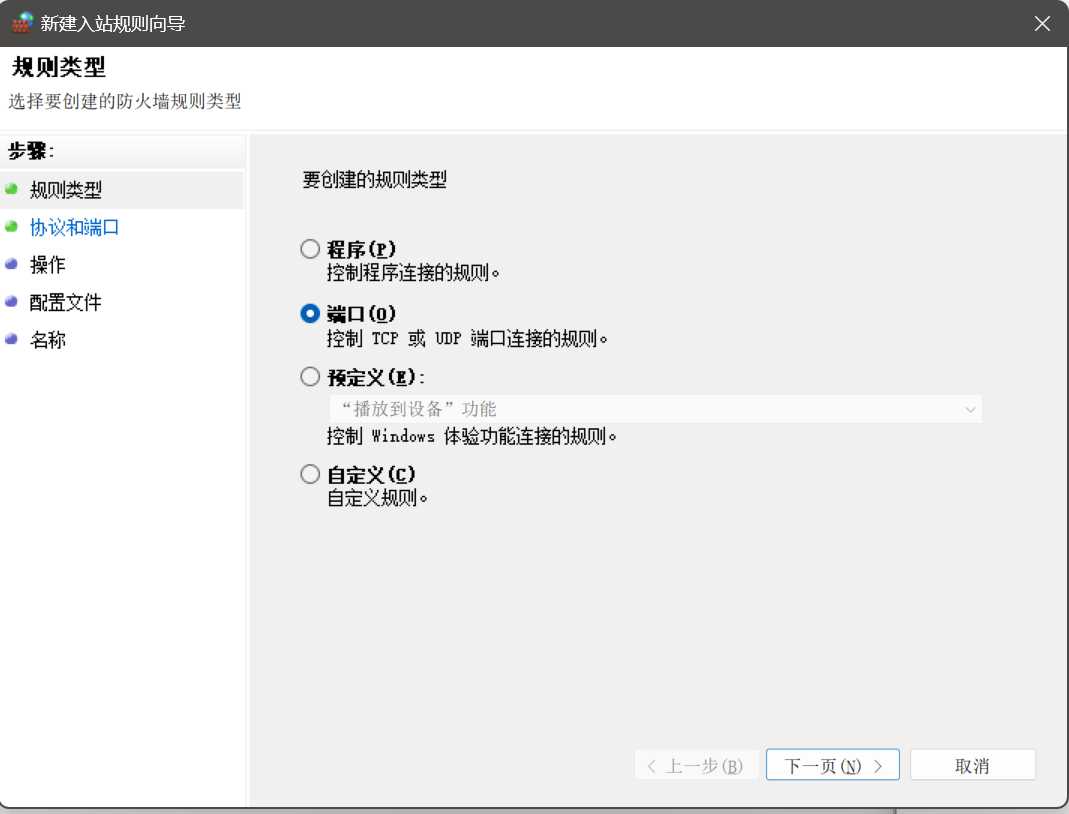 新建入站规则向导
规则类型
选择要创建的防火墙规则类型
步骤:
规则类型
协议和端口
操作
配置文件
名称
要创建的规则类型
程序(P)
控制程序连接的规则。
端口(O)
控制 TCP 或 UDP 端口连接的规则。
预定义(E):
“播放到设备”功能
控制 Windows 体验功能连接的规则。
自定义(C)
自定义规则。
< 上一步(B)
下一页(N) >
取消